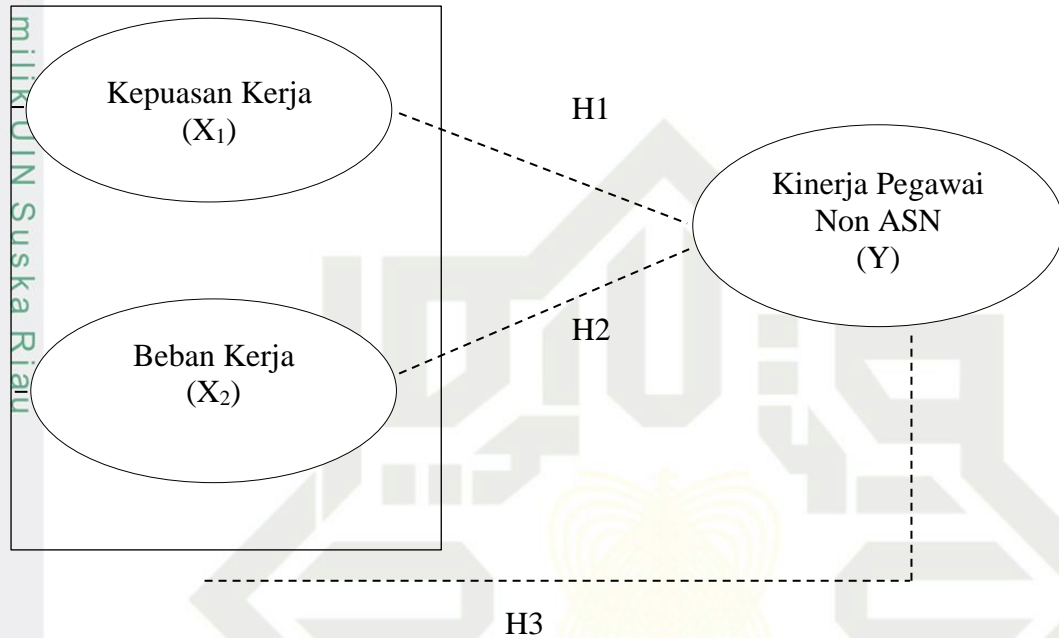 milik UIN Suska Riau
Kepuasan Kerja
(X₁)
H1
Kinerja Pegawai
Non ASN
(Y)
H2
Beban Kerja
(X₂)
H3